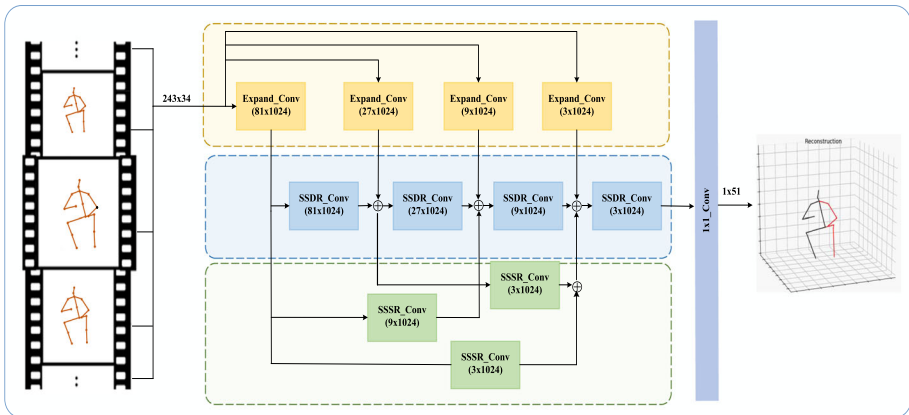 243x34
Expand_Conv
(81x1024)
Expand_Conv
(27x1024)
Expand_Conv
(9x1024)
Expand_Conv
(3x1024)
SSDR_Conv
(81x1024)
SSDR_Conv
(27x1024)
SSDR_Conv
(9x1024)
SSDR_Conv
(3x1024)
SSSR_Conv
(3x1024)
SSSR_Conv
(9x1024)
SSSR_Conv
(3x1024)
1x1_Conv
1x51
Reconstruction